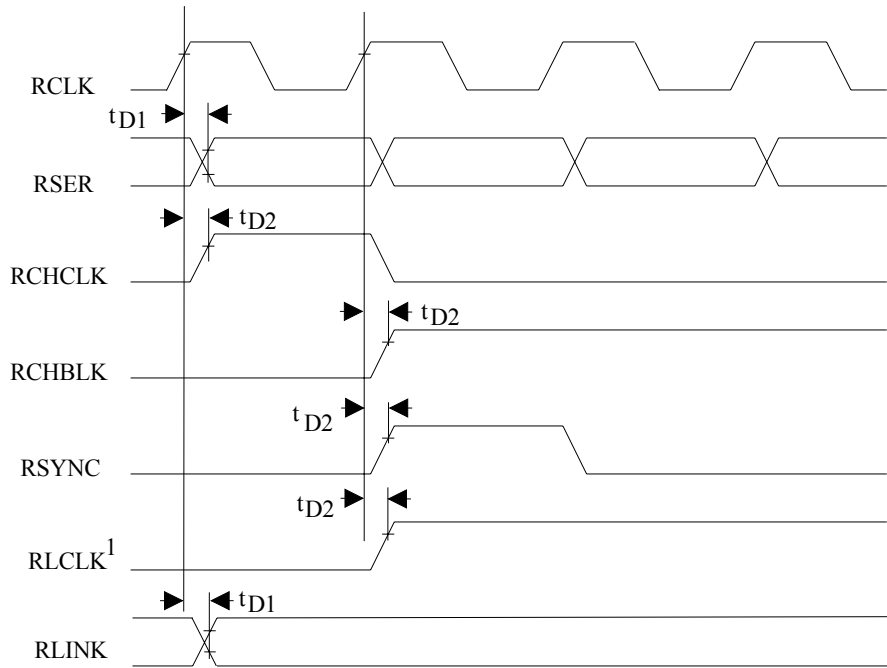 RCLK
tD1
RSER
tD2
RCHCLK
tD2
RCHBLK
tD2
RSYNC
tD2
RLCLK1
tD1
RLINK